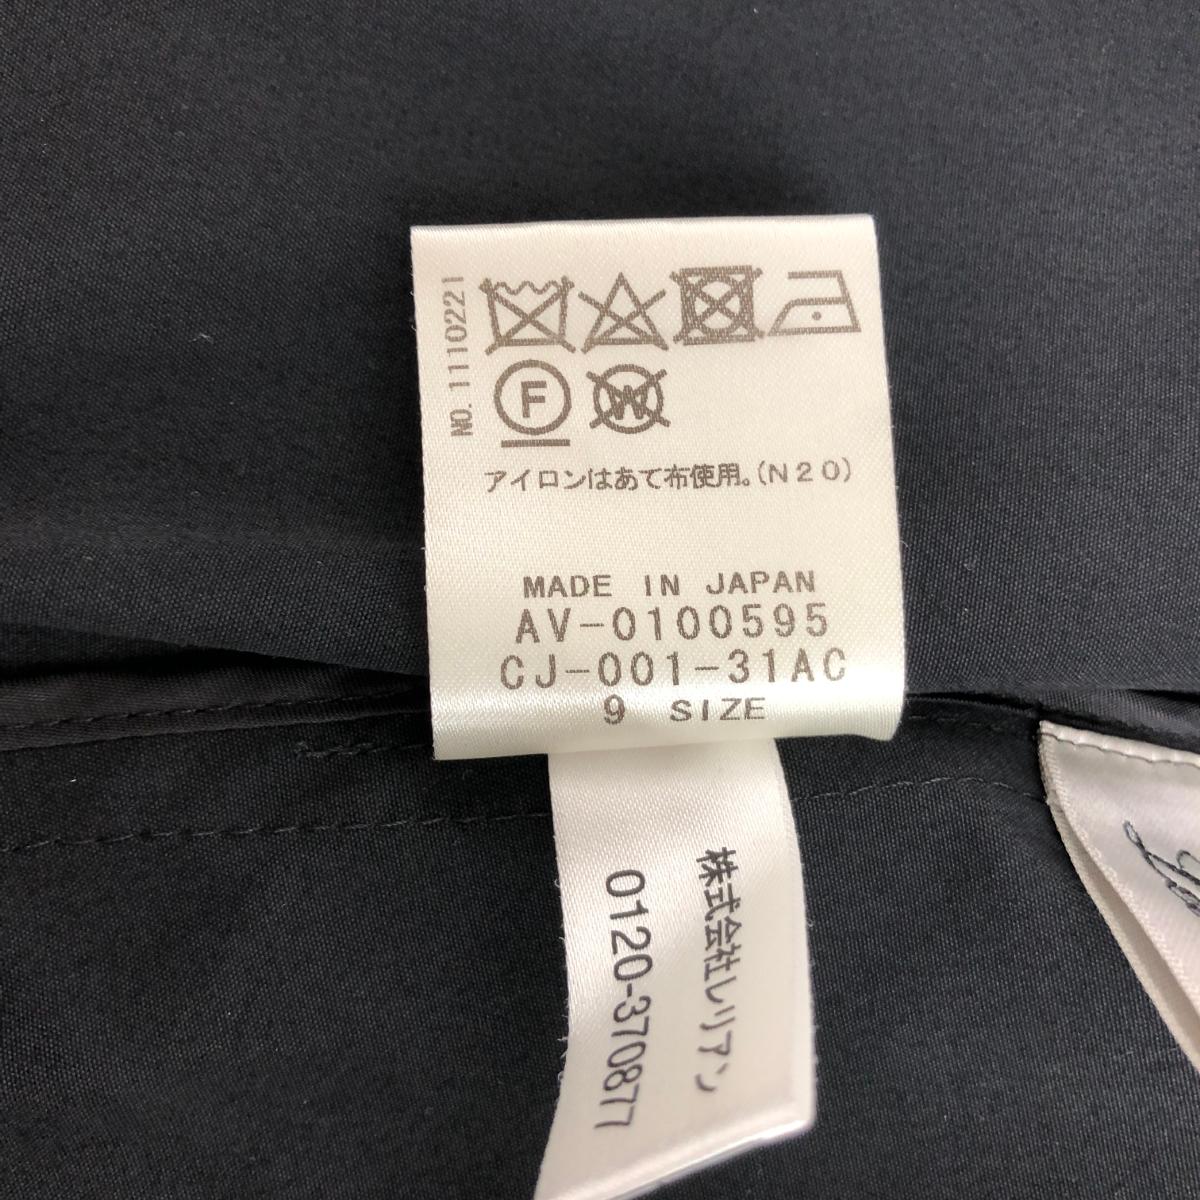 NO.1110221
F
W
アイロンはあて布使用。(N20)
MADE IN JAPAN
AV-0100595
CJ-001-31AC
9 SIZE
株式会社レリアン
0120-370877